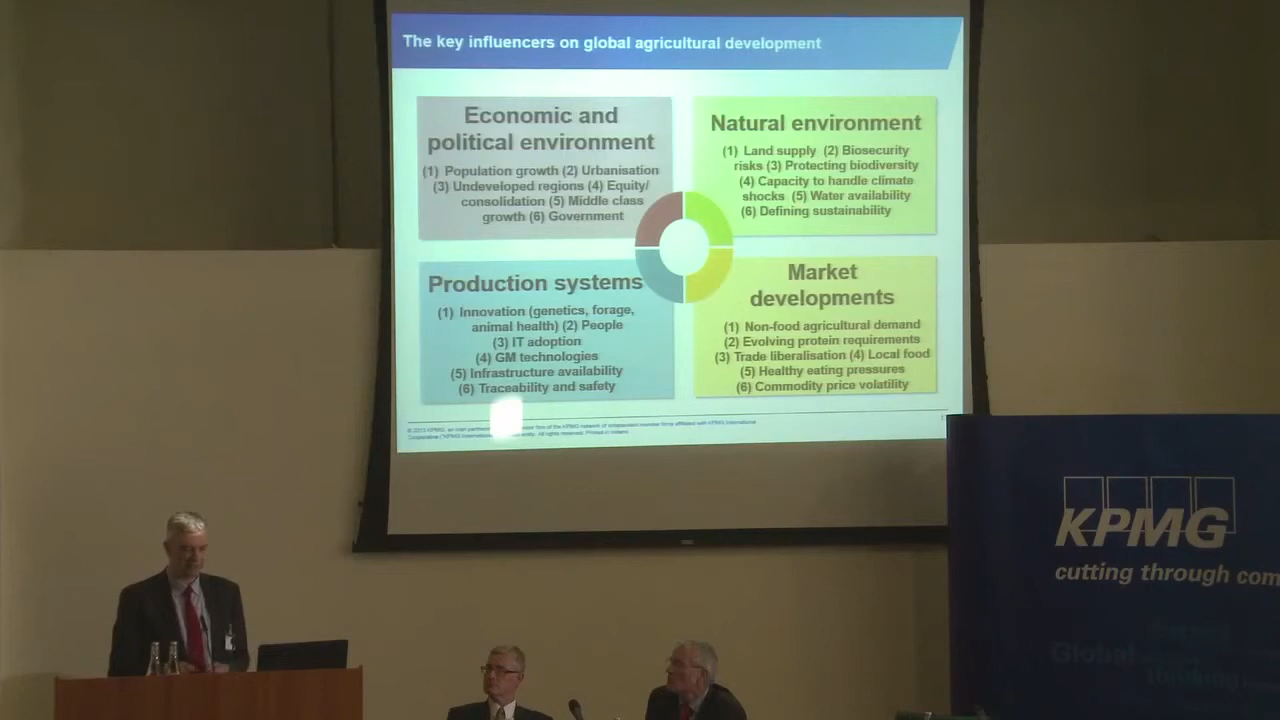 The key influencers on global agricultural development
Economic and
political environment
(1) Population growth (2) Urbanisation
(3) Undeveloped regions (4) Equity/
consolidation (5) Middle class
growth (6) Government
Natural environment
(1) Land supply (2) Biosecurity
risks (3) Protecting biodiversity
(4) Capacity to handle climate
shocks (5) Water availability
(6) Defining sustainability
Production systems
(1) Innovation (genetics, forage,
animal health) (2) People
(3) IT adoption
(4) GM technologies
(5) Infrastructure availability
(6) Traceability and safety
Market
developments
(1) Non-food agricultural demand
(2) Evolving protein requirements
(3) Trade liberalisation (4) Local food
(5) Healthy eating pressures
(6) Commodity price volatility
KPMG
cutting through com
Global